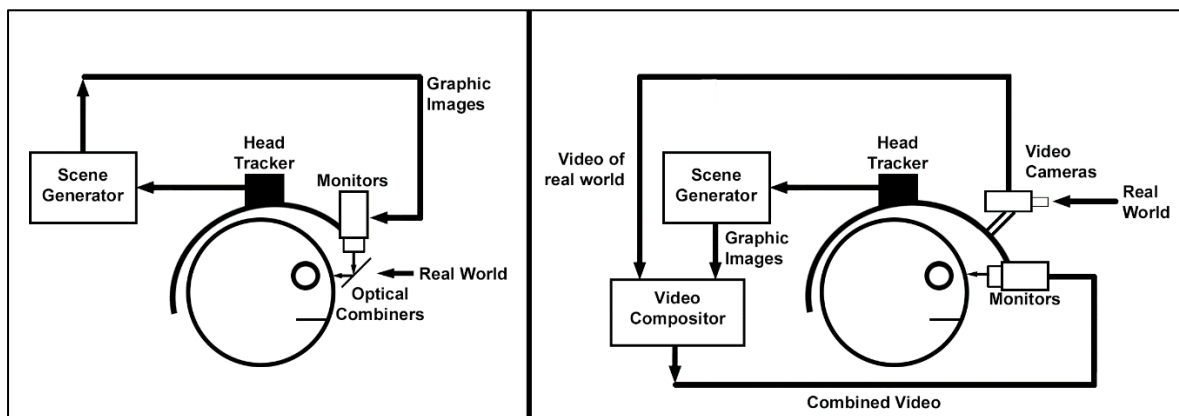 Graphic
Images
Head
Tracker
Scene
Generator
Monitors
Real World
Optical
Combiners
Video of
real world
Scene
Generator
Head
Tracker
Video
Cameras
Real
World
Graphic
Images
Video
Compositor
Monitors
Combined Video